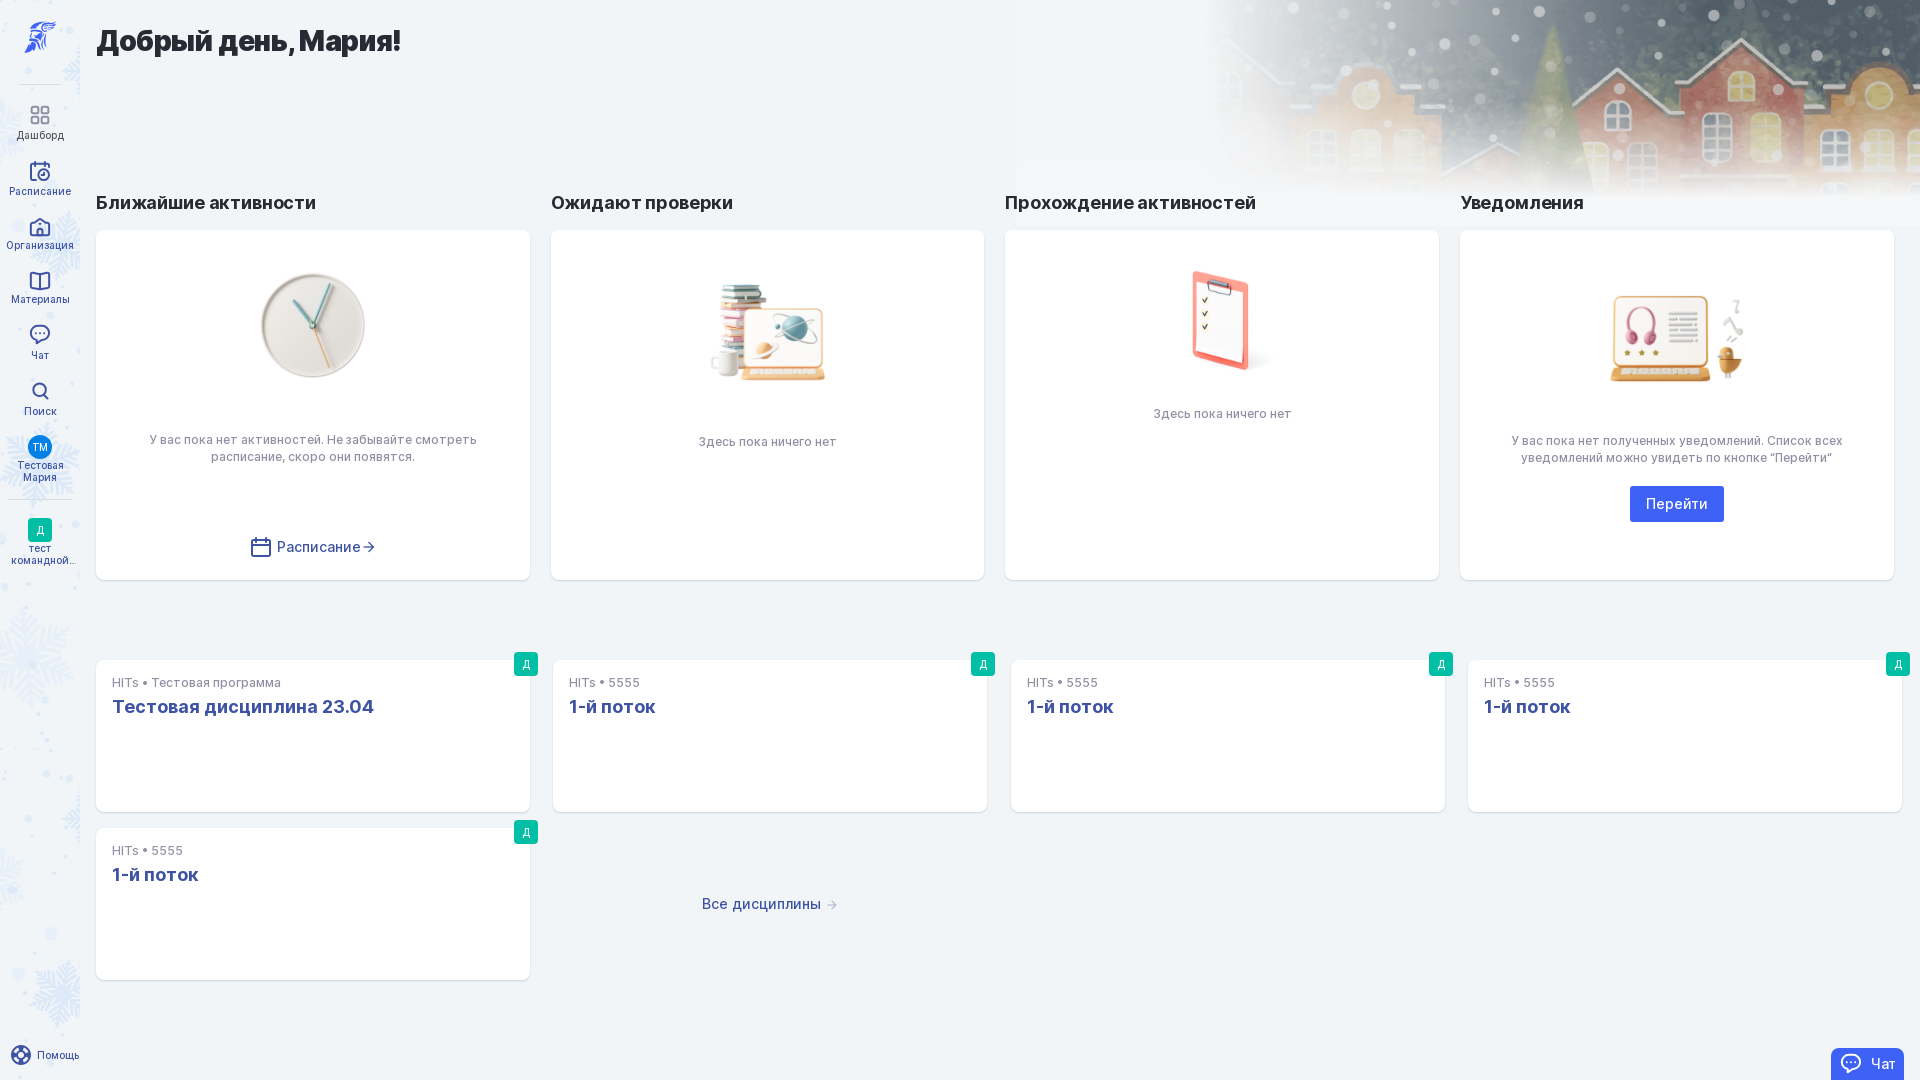 Добрый день, Мария!
Дашборд
Расписание
Организация
Материалы
Чат
Поиск
ТМ
Тестовая
Мария
Д
тест
командной...
Помощь
Ближайшие активности
У вас пока нет активностей. Не забывайте смотреть
расписание, скоро они появятся.
Расписание
Ожидают проверки
Здесь пока ничего нет
Прохождение активностей
Здесь пока ничего нет
Уведомления
У вас пока нет полученных уведомлений. Список всех
уведомлений можно увидеть по кнопке “Перейти“
Перейти
Д
HITs • Тестовая программа
Тестовая дисциплина 23.04
Д
HITs • 5555
1-й поток
Д
HITs • 5555
1-й поток
Д
HITs • 5555
1-й поток
Д
HITs • 5555
1-й поток
Все дисциплины
Чат